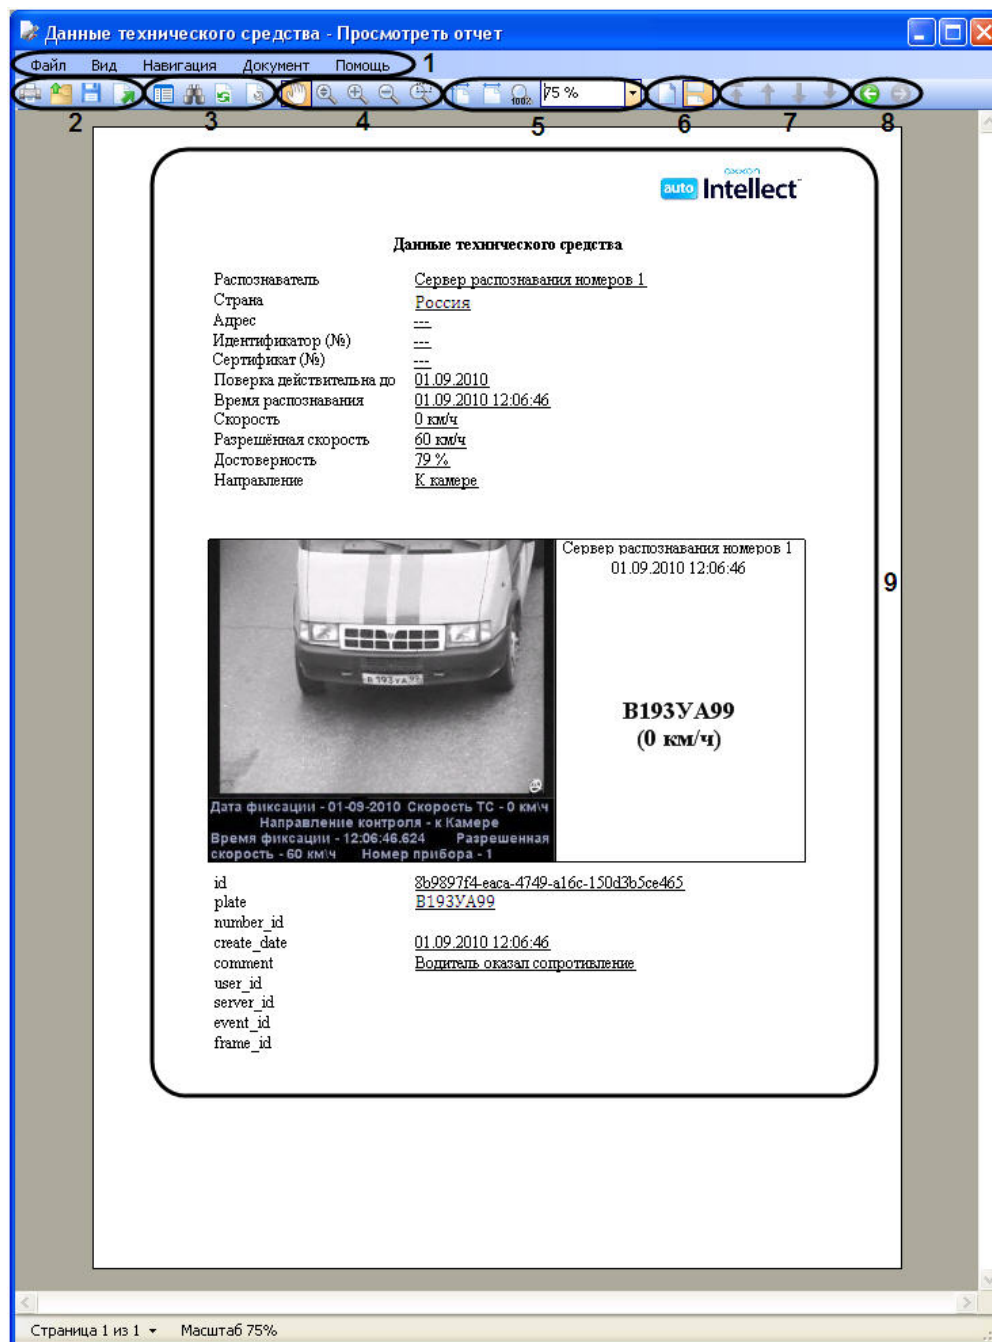 Данные технического средства - Просмотреть отчет
Файл Вид Навигация Документ Помощь 1
100% 75 %
2 3 4 5 6 7 8
axxon
auto Intellect
Данные технического средства
Распознаватель Сервер распознавания номеров 1
Страна Россия
Адрес ---
Идентификатор (№) ---
Сертификат (№) ---
Поверка действительна до 01.09.2010
Время распознавания 01.09.2010 12:06:46
Скорость 0 км/ч
Разрешённая скорость 60 км/ч
Достоверность 79 %
Направление К камере
Сервер распознавания номеров 1
01.09.2010 12:06:46
9
В193УА99
(0 км/ч)
В 193УА99
Дата фиксации - 01-09-2010 Скорость ТС - 0 км\ч
Направление контроля - к Камере
Время фиксации - 12:06:46.624 Разрешенная
скорость - 60 км\ч Номер прибора - 1
id 8b9897f4-eaca-4749-a16c-150d3b5ce465
plate В193УА99
number_id
create_date 01.09.2010 12:06:46
comment Водитель оказал сопротивление
user_id
server_id
event_id
frame_id
Страница 1 из 1 Масштаб 75%